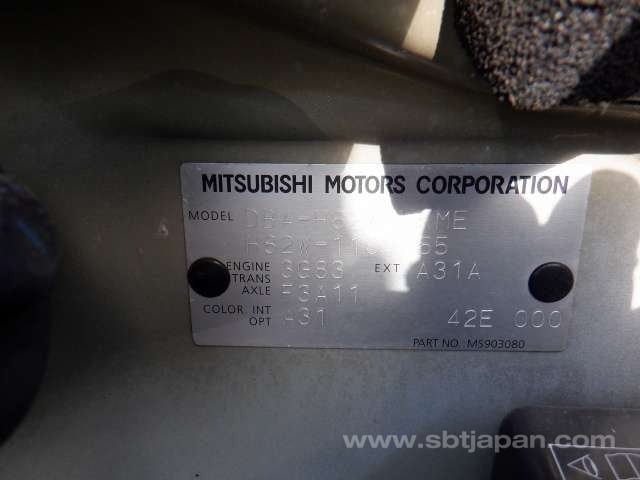 MITSUBISHI MOTORS CORPORATION
MODEL
ENGINE 3G83 EXT A31A
TRANS
AXLE F3A11
COLOR INT
OPT A31 42E 000
PART NO. MS903080
www.sbtjapan.com